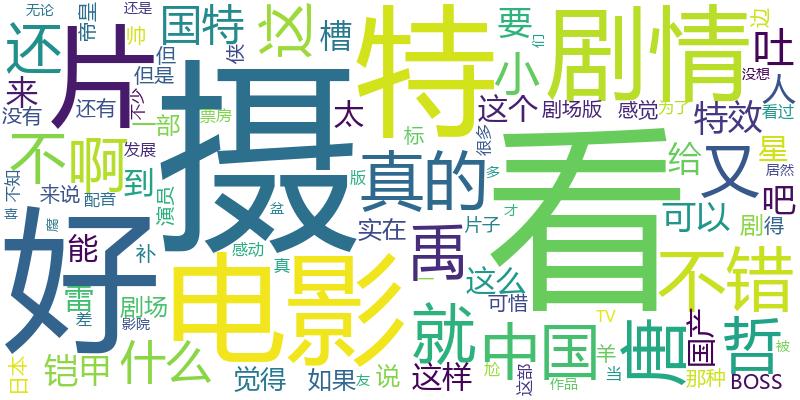 无论
还是
帝皇
帅
国特
这
槽
但
侠
要
们
边
还
片
特
剧情
吐
来
但是
小
没想
没有
还有
不少
票房
太
标
很多
这个
剧场版
感觉
为了
人
看过
摄
看
特效
不
啊
一部
发展
真的
给
又
星
居然
喜
不知
来说
配音
到
演员
版
盆
多
才
可以
吧
剧
得
好
能
补
实在
禹
片子
电影
感动
真
这么
不错
雷
差
剧场
影院
就
可惜
一
中国
TV
唐
国产
哲
日本
铠甲
什么
觉得
如果
友
说
这样
尬
这部
羊
作品
当
那种
被
BOSS